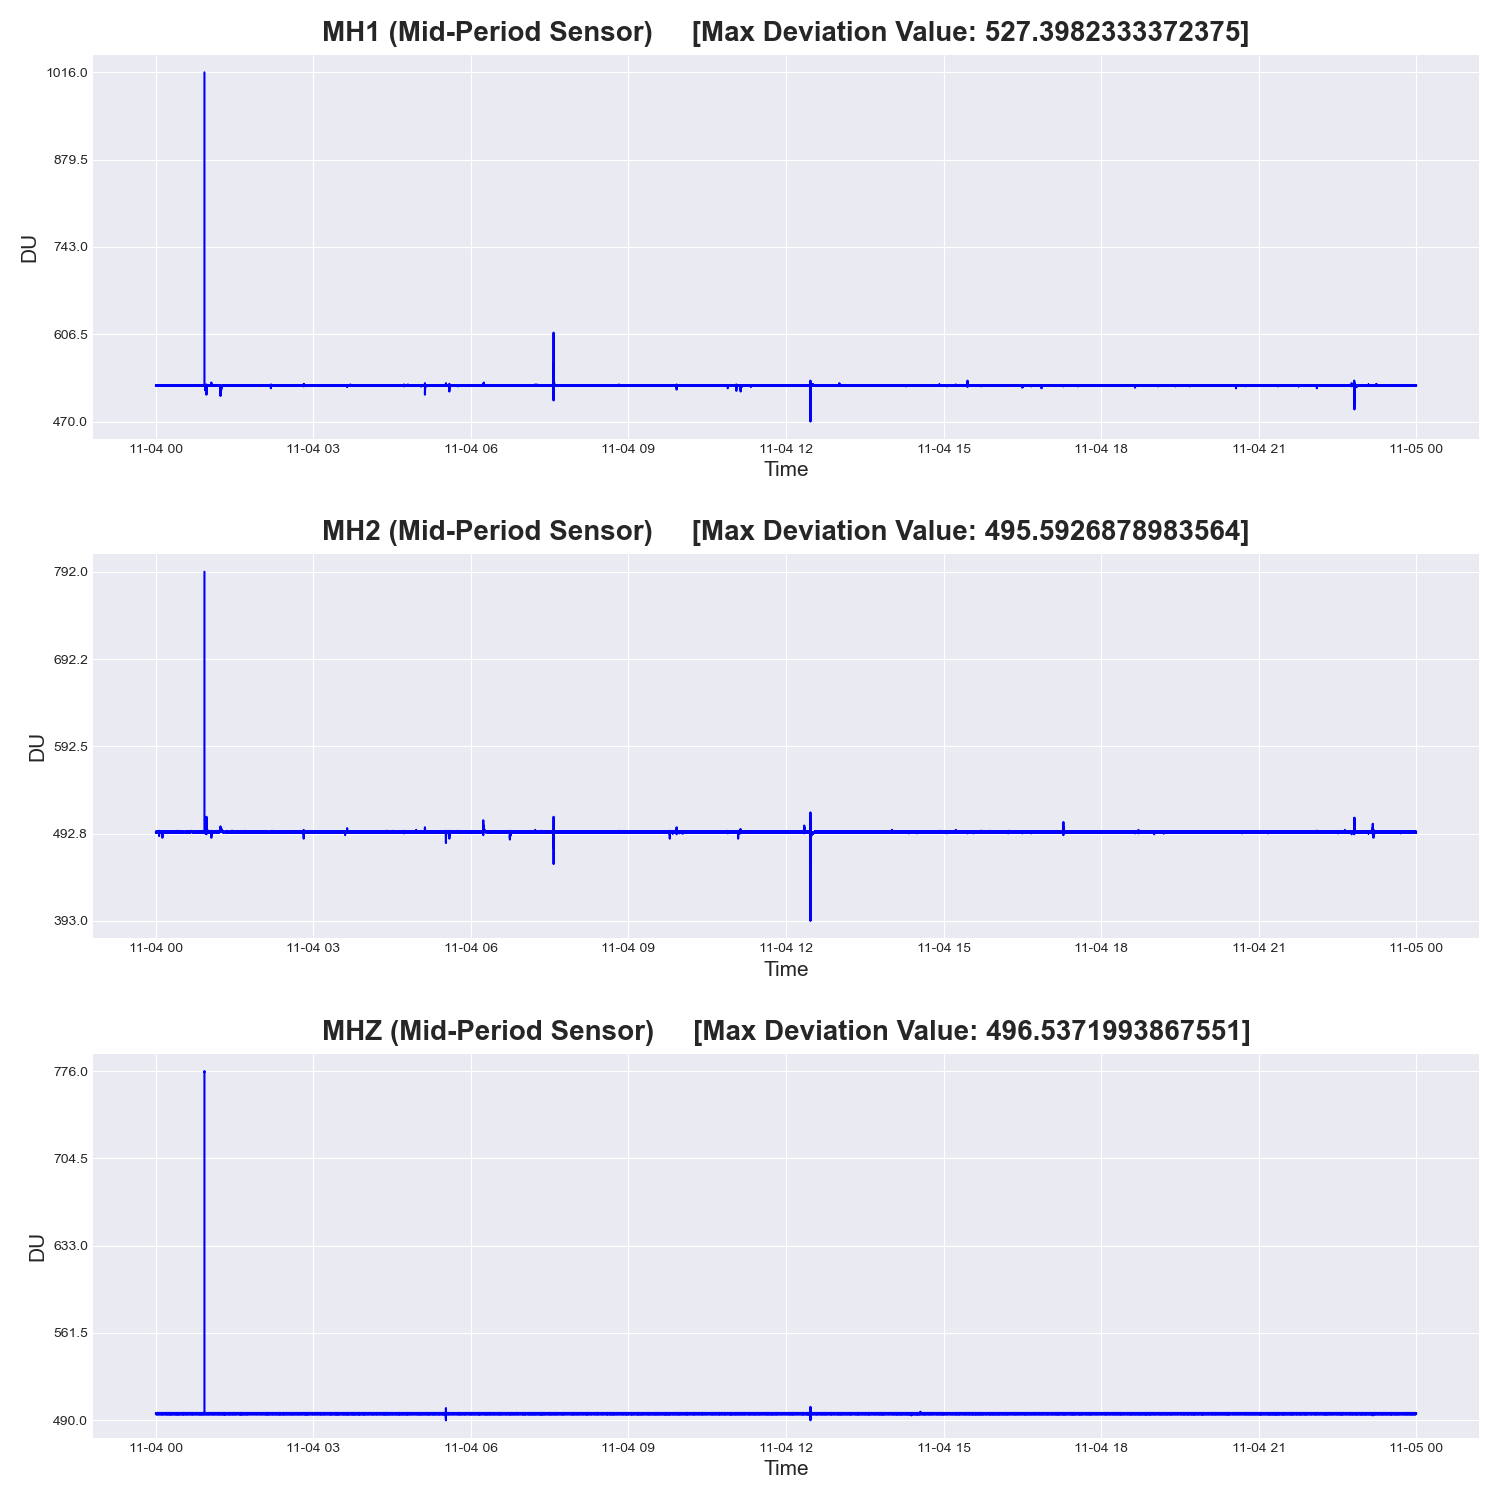 MH1 (Mid-Period Sensor) [Max Deviation Value: 527.3982333372375]
1016.0
879.5
743.0
606.5
470.0
DU
11-04 00 11-04 03 11-04 06 11-04 09 11-04 12 11-04 15 11-04 18 11-04 21 11-05 00
Time
MH2 (Mid-Period Sensor) [Max Deviation Value: 495.5926878983564]
792.0
692.2
592.5
492.8
393.0
DU
11-04 00 11-04 03 11-04 06 11-04 09 11-04 12 11-04 15 11-04 18 11-04 21 11-05 00
Time
MHZ (Mid-Period Sensor) [Max Deviation Value: 496.5371993867551]
776.0
704.5
633.0
561.5
490.0
DU
11-04 00 11-04 03 11-04 06 11-04 09 11-04 12 11-04 15 11-04 18 11-04 21 11-05 00
Time